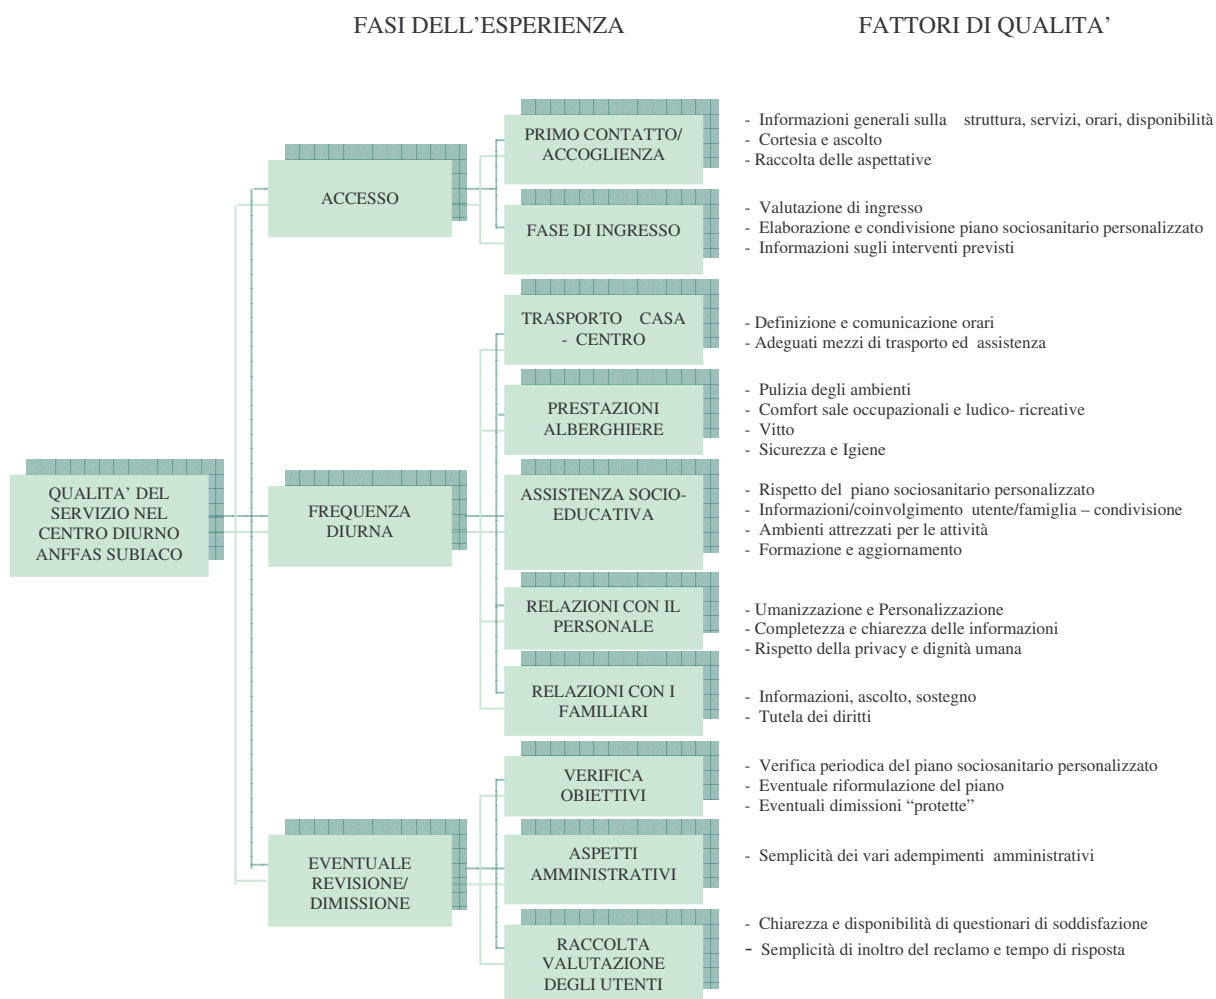 FASI DELL’ESPERIENZA
FATTORI DI QUALITA’
PRIMO CONTATTO/
ACCOGLIENZA
- Informazioni generali sulla struttura, servizi, orari, disponibilità
- Cortesia e ascolto
- Raccolta delle aspettative
ACCESSO
FASE DI INGRESSO
- Valutazione di ingresso
- Elaborazione e condivisione piano sociosanitario personalizzato
- Informazioni sugli interventi previsti
TRASPORTO CASA
- CENTRO
- Definizione e comunicazione orari
- Adeguati mezzi di trasporto ed assistenza
PRESTAZIONI
ALBERGHIERE
- Pulizia degli ambienti
- Comfort sale occupazionali e ludico- ricreative
- Vitto
- Sicurezza e Igiene
QUALITA’ DEL
SERVIZIO NEL
CENTRO DIURNO
ANFFAS SUBIACO
FREQUENZA
DIURNA
ASSISTENZA SOCIO-
EDUCATIVA
- Rispetto del piano sociosanitario personalizzato
- Informazioni/coinvolgimento utente/famiglia – condivisione
- Ambienti attrezzati per le attività
- Formazione e aggiornamento
RELAZIONI CON IL
PERSONALE
- Umanizzazione e Personalizzazione
- Completezza e chiarezza delle informazioni
- Rispetto della privacy e dignità umana
RELAZIONI CON I
FAMILIARI
- Informazioni, ascolto, sostegno
- Tutela dei diritti
VERIFICA
OBIETTIVI
- Verifica periodica del piano sociosanitario personalizzato
- Eventuale riformulazione del piano
- Eventuali dimissioni “protette”
EVENTUALE
REVISIONE/
DIMISSIONE
ASPETTI
AMMINISTRATIVI
- Semplicità dei vari adempimenti amministrativi
RACCOLTA
VALUTAZIONE
DEGLI UTENTI
- Chiarezza e disponibilità di questionari di soddisfazione
- Semplicità di inoltro del reclamo e tempo di risposta